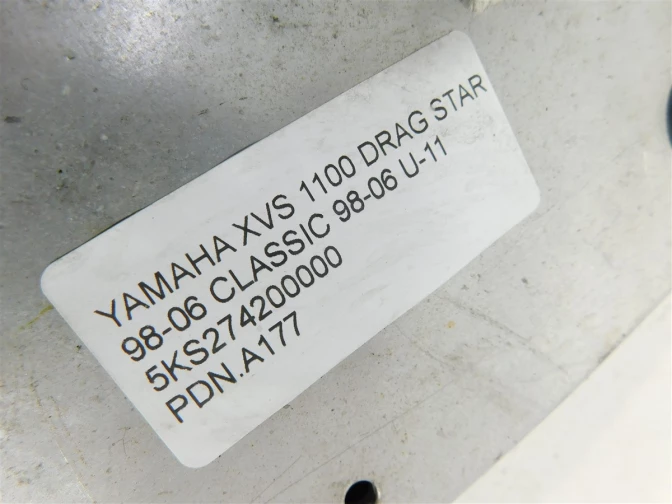 YAMAHA XVS 1100 DRAG STAR
98-06 CLASSIC 98-06 U-11
5KS274200000
PDN.A177